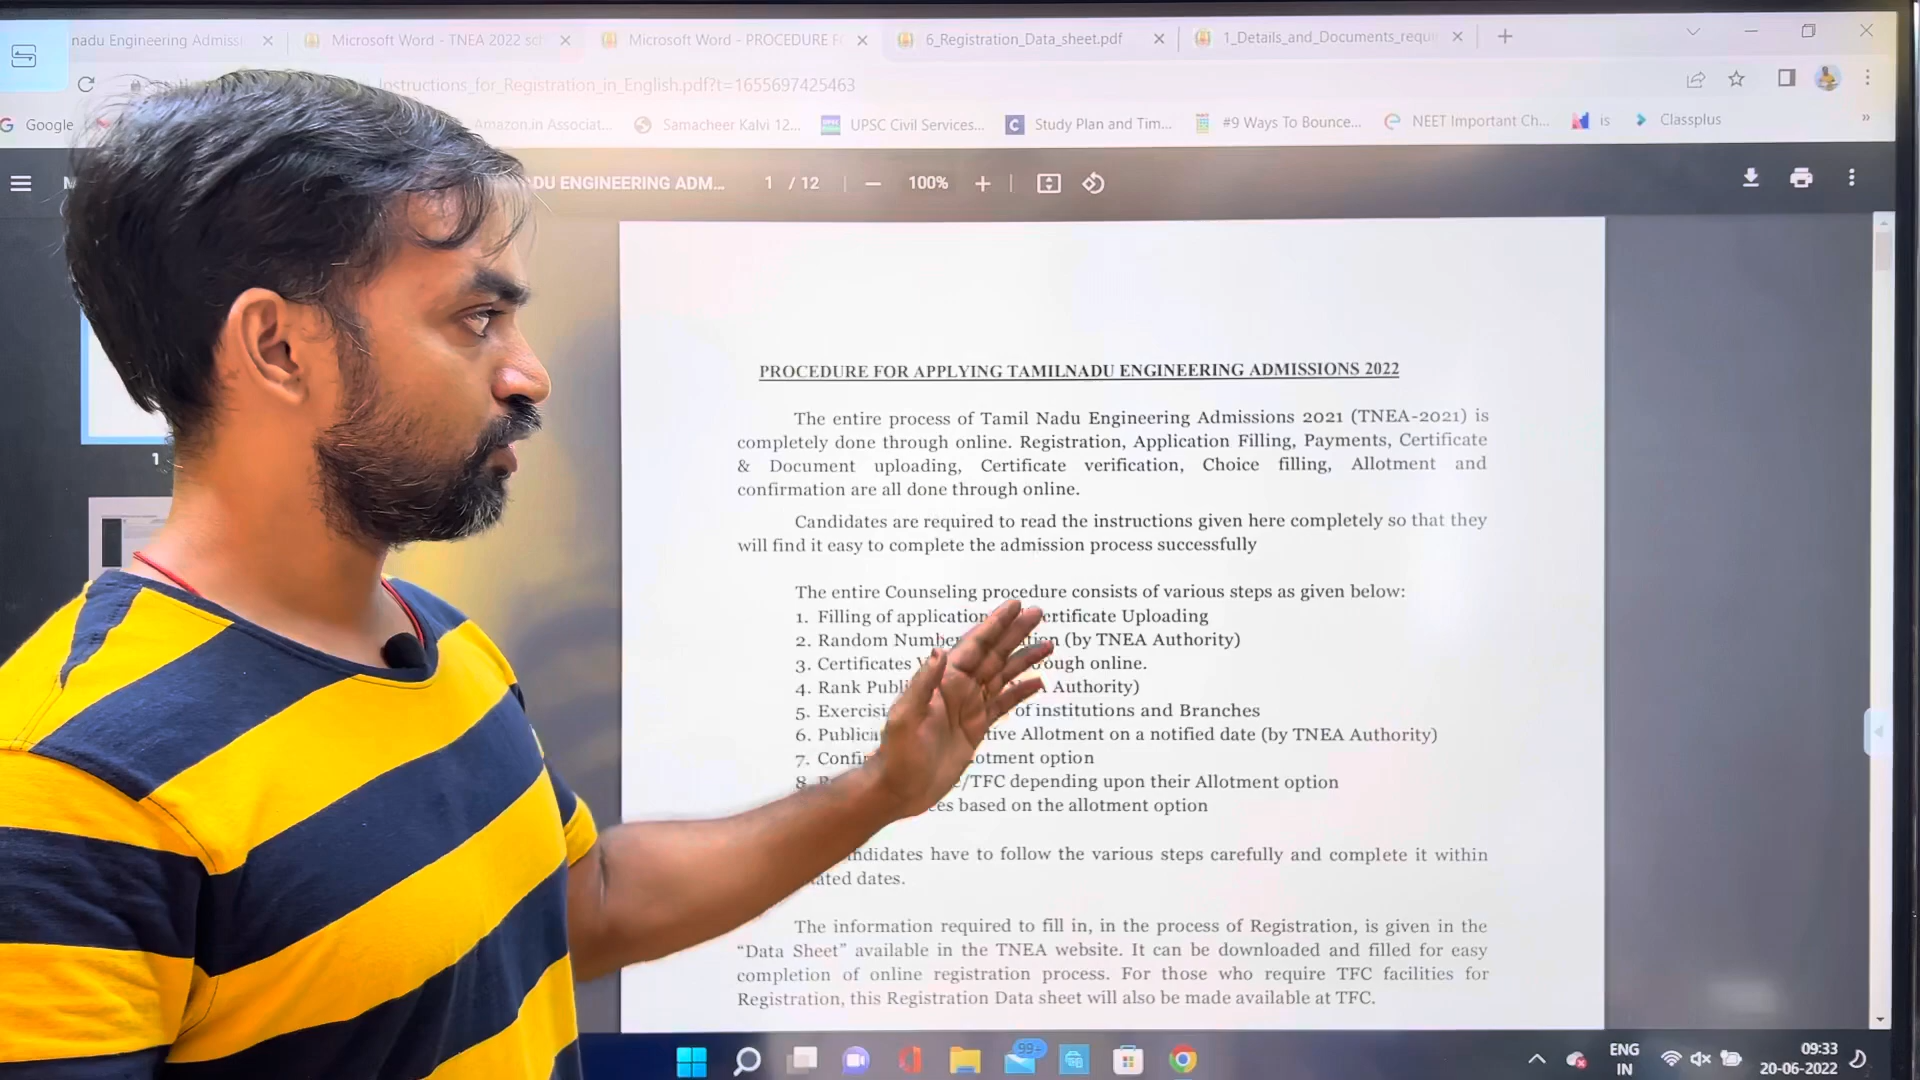 nadu Engineering Admissi
Microsoft Word - TNEA 2022 sch
Microsoft Word - PROCEDURE F
6_Registration_Data_sheet.pdf
1_Details_and_Documents_requi
Instructions_for_Registration_in_English.pdf?t=1655697425463
Google
Amazon.in Associat...
Samacheer Kalvi 12...
UPSC Civil Services...
Study Plan and Tim...
#9 Ways To Bounce...
NEET Important Ch...
is
Classplus
»
DU ENGINEERING ADM...
1 / 12
100%
1
PROCEDURE FOR APPLYING TAMILNADU ENGINEERING ADMISSIONS 2022
The entire process of Tamil Nadu Engineering Admissions 2021 (TNEA-2021) is
completely done through online. Registration, Application Filling, Payments, Certificate
& Document uploading, Certificate verification, Choice filling, Allotment and
confirmation are all done through online.
Candidates are required to read the instructions given here completely so that they
will find it easy to complete the admission process successfully
The entire Counseling procedure consists of various steps as given below:
1. Filling of application ertificate Uploading
2. Random Number tion (by TNEA Authority)
3. Certificates ough online.
4. Rank Publi Authority)
5. Exercisi of institutions and Branches
6. Publica tive Allotment on a notified date (by TNEA Authority)
7. Confir otment option
8. /TFC depending upon their Allotment option
es based on the allotment option
ndidates have to follow the various steps carefully and complete it within
ated dates.
The information required to fill in, in the process of Registration, is given in the
“Data Sheet” available in the TNEA website. It can be downloaded and filled for easy
completion of online registration process. For those who require TFC facilities for
Registration, this Registration Data sheet will also be made available at TFC.
99+
ENG
IN
09:33
20-06-2022